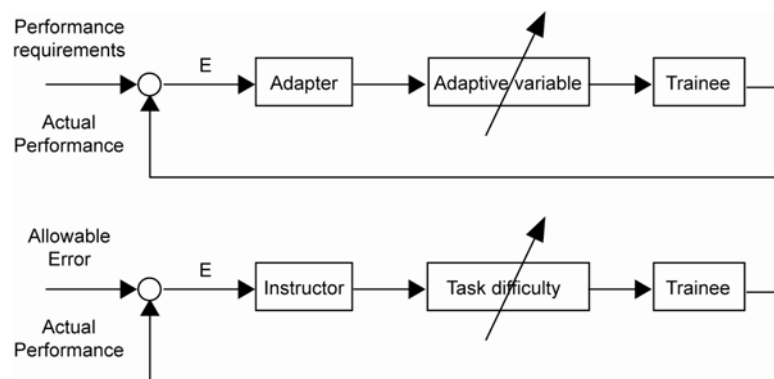 Performance
requirements
E
Adapter
Adaptive variable
Trainee
Actual
Performance
Allowable
Error
E
Instructor
Task difficulty
Trainee
Actual
Performance